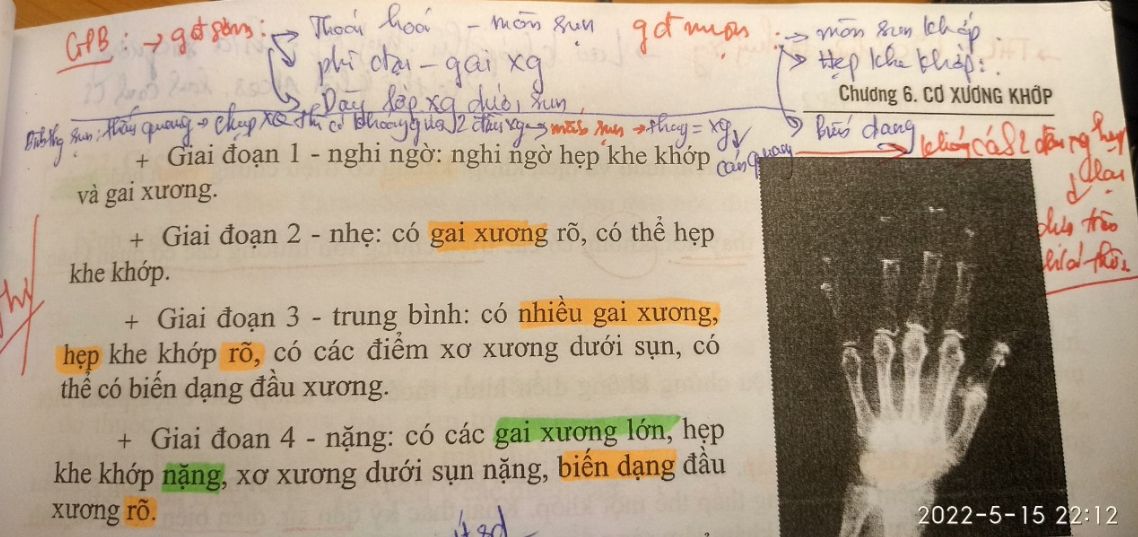 GPB: → gđ sớm: Thoái hoá - mòn sụn gđ muộn: → mòn sụn khớp
phì đại - gai xg → Hẹp khe khớp:
Dày lớp xg dưới sụn
Chương 6. CƠ XƯƠNG KHỚP
sụn: thấu quang → chụp XQ thì có khoảng giữa 2 đầu xg mòn sụn → thay = xg
cản quang
→ Biến dạng
khoảng cách 2 đầu xg hẹp
lại
+ Giai đoạn 1 - nghi ngờ: nghi ngờ hẹp khe khớp
và gai xương.
+ Giai đoạn 2 - nhẹ: có gai xương rõ, có thể hẹp
khe khớp.
+ Giai đoạn 3 - trung bình: có nhiều gai xương,
hẹp khe khớp rõ, có các điểm xơ xương dưới sụn, có
thể có biến dạng đầu xương.
+ Giai đoan 4 - nặng: có các gai xương lớn, hẹp
khe khớp nặng, xơ xương dưới sụn nặng, biến dạng đầu
xương rõ.
2022-5-15 22:12